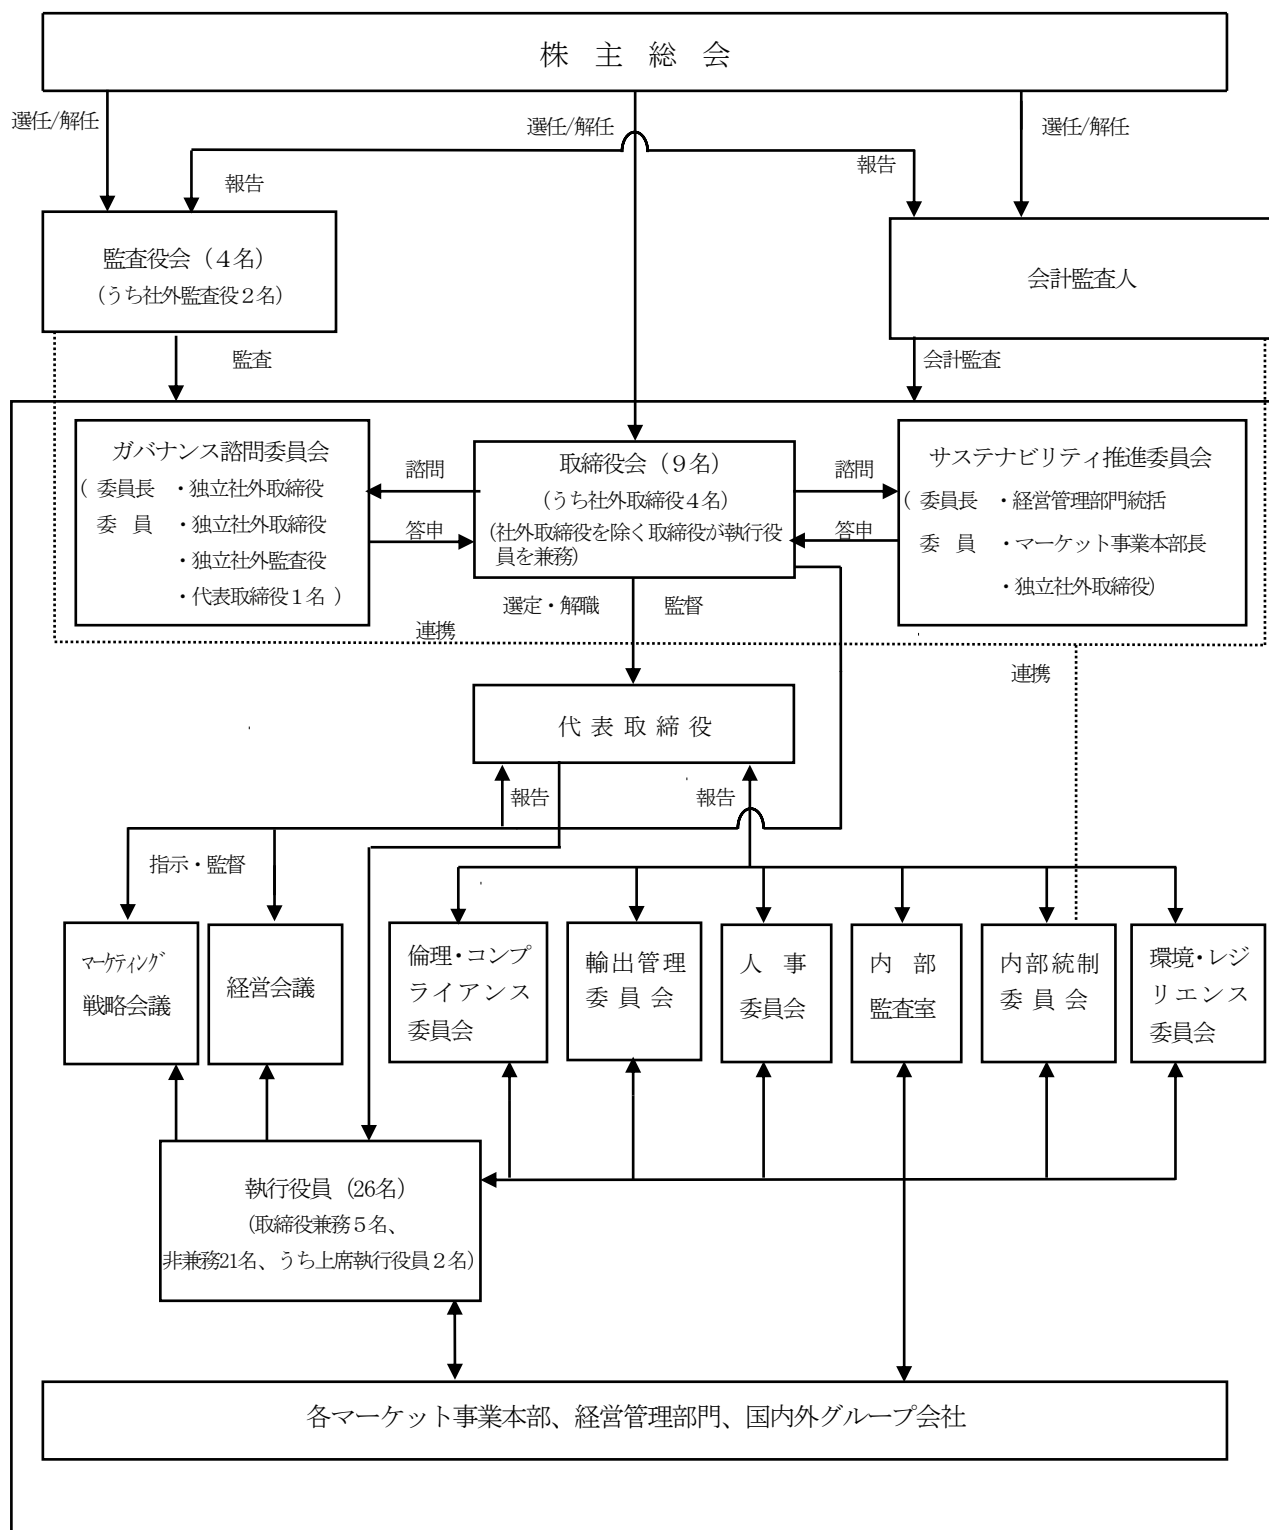 株 主 総 会
選任/解任
選任/解任
選任/解任
報告
報告
監査役会（４名）
（うち社外監査役２名）
会計監査人
監査
会計監査
ガバナンス諮問委員会
（ 委員長 ・独立社外取締役
委 員 ・独立社外取締役
・独立社外監査役
・代表取締役１名 ）
諮問
答申
取締役会（９名）
（うち社外取締役４名）
（社外取締役を除く取締役が執行役
員を兼務）
諮問
答申
サステナビリティ推進委員会
（ 委員長 ・経営管理部門統括
委 員 ・マーケット事業本部長
・独立社外取締役）
選定・解職 監督
連携
連携
代 表 取 締 役
報告
報告
指示・監督
マーケティング
戦略会議
経営会議
倫理・コンプ
ライアンス
委員会
輸出管理
委 員 会
人 事
委員会
内 部
監査室
内部統制
委 員 会
環境・レジ
リエンス
委員会
執行役員（26名）
（取締役兼務５名、
非兼務21名、うち上席執行役員２名）
各マーケット事業本部、経営管理部門、国内外グループ会社